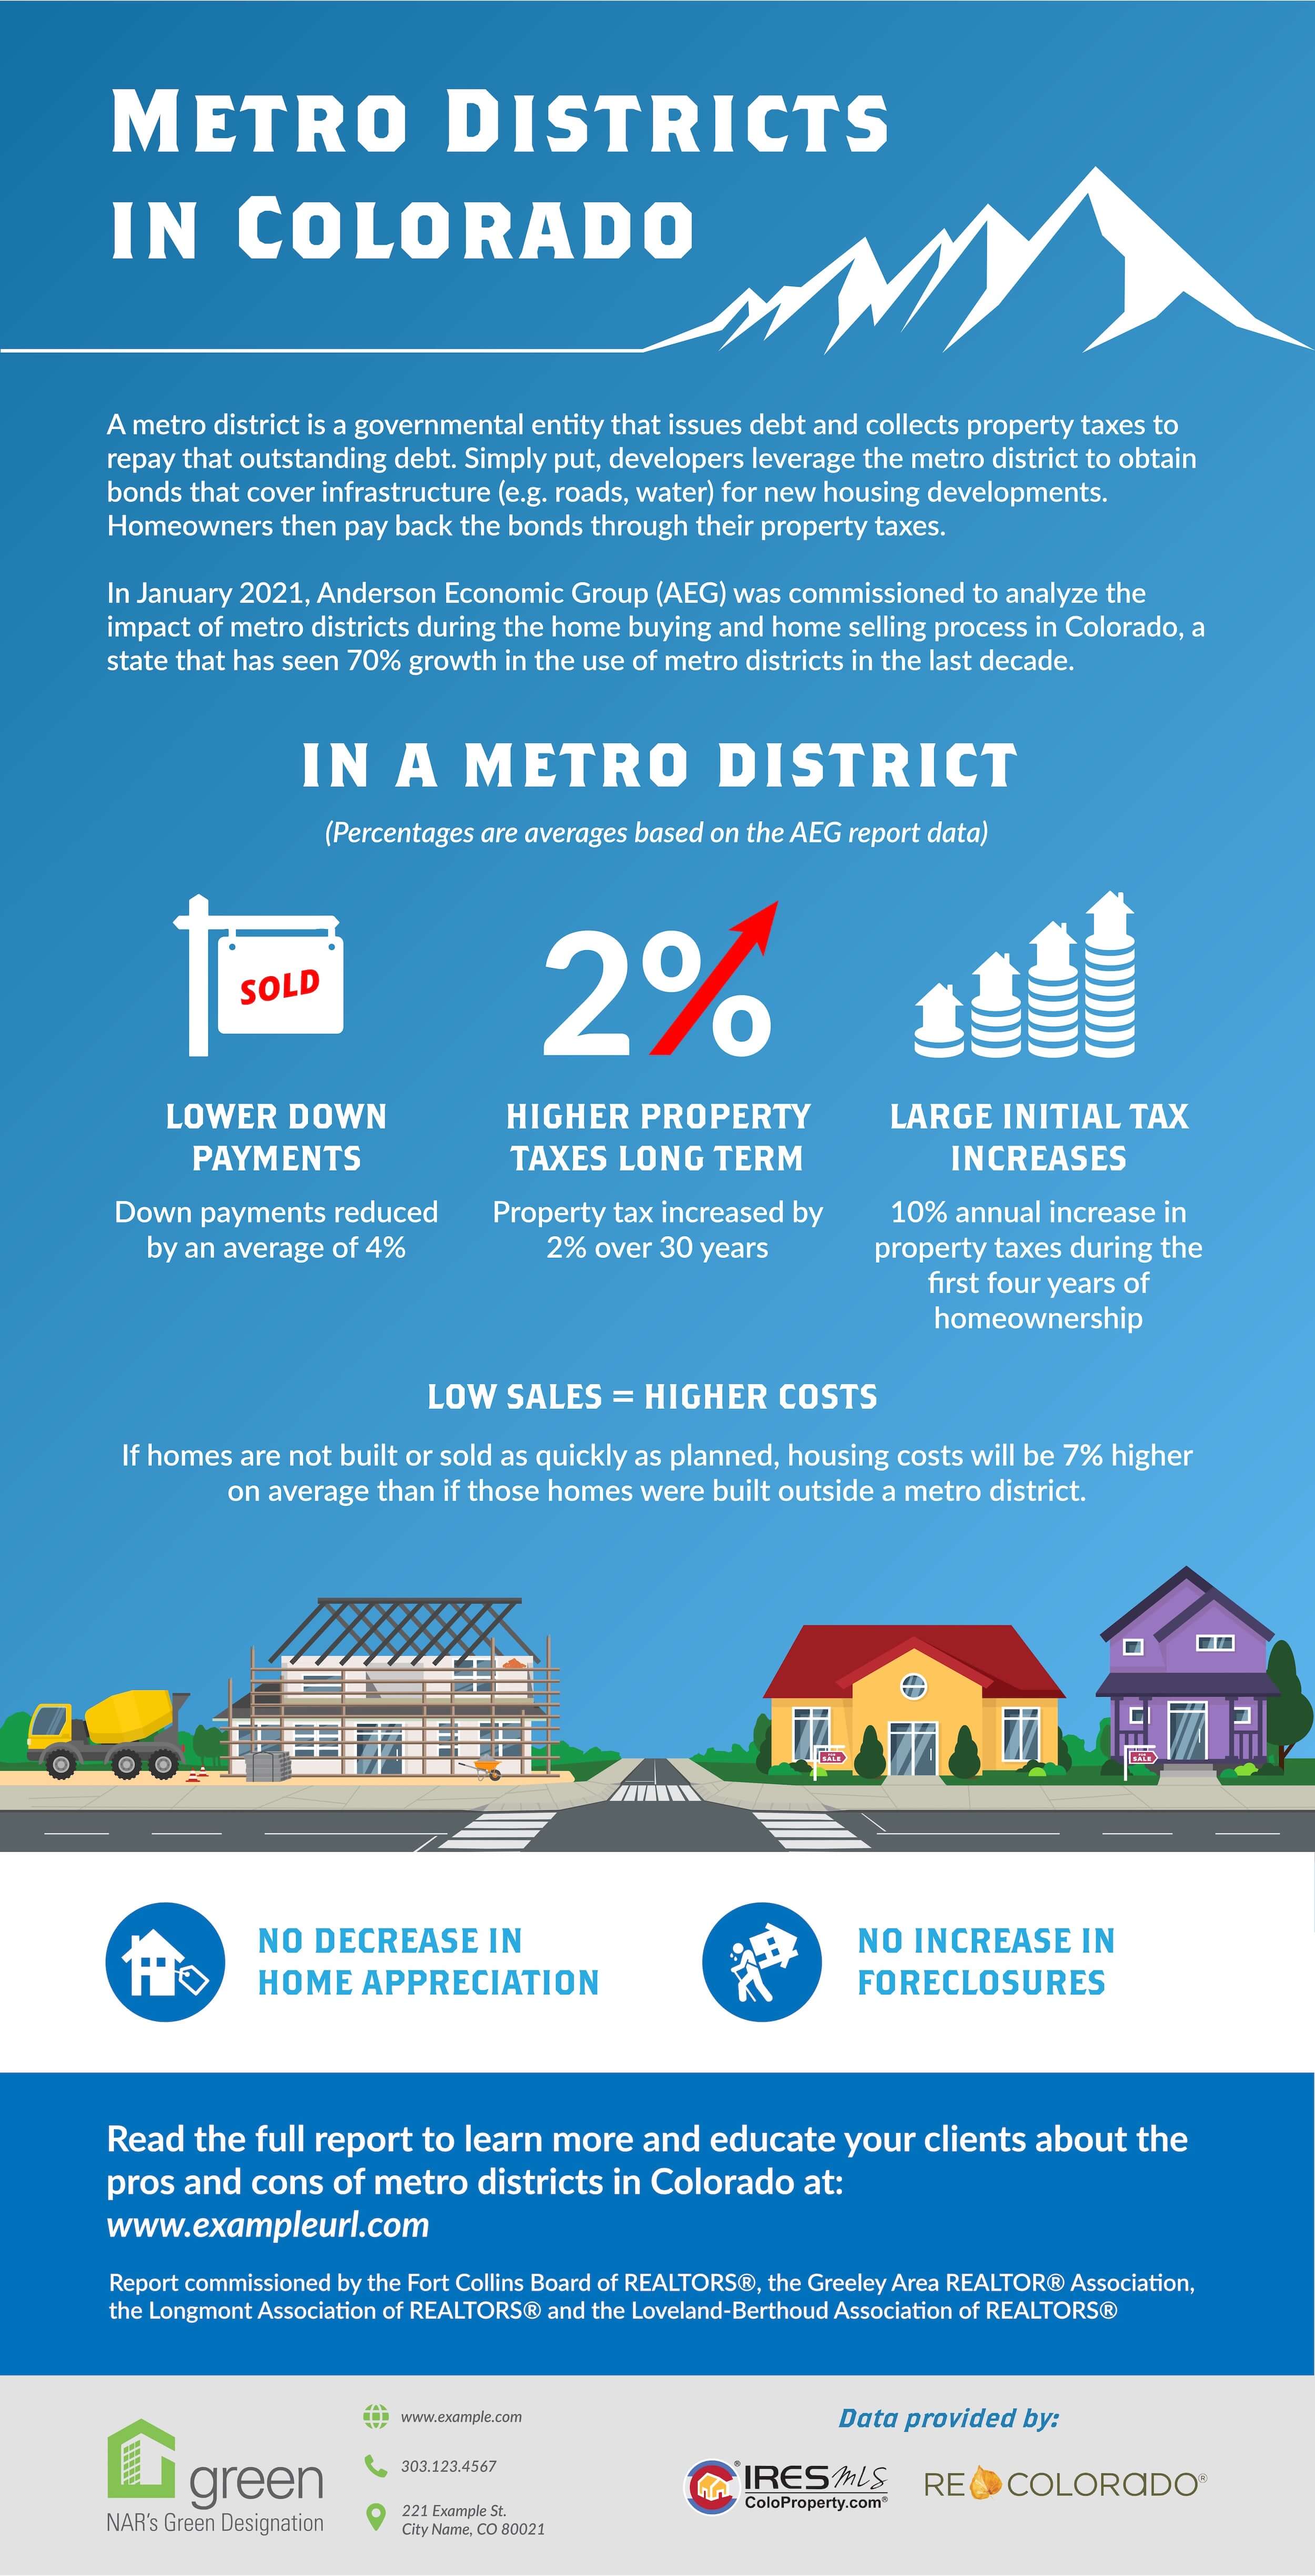 METRO DISTRICTS
IN COLORADO
A metro district is a governmental entity that issues debt and collects property taxes to
repay that outstanding debt. Simply put, developers leverage the metro district to obtain
bonds that cover infrastructure (e.g. roads, water) for new housing developments.
Homeowners then pay back the bonds through their property taxes.
In January 2021, Anderson Economic Group (AEG) was commissioned to analyze the
impact of metro districts during the home buying and home selling process in Colorado, a
state that has seen 70% growth in the use of metro districts in the last decade.
IN A METRO DISTRICT
(Percentages are averages based on the AEG report data)
SOLD
LOWER DOWN
PAYMENTS
Down payments reduced
by an average of 4%
2%
HIGHER PROPERTY
TAXES LONG TERM
Property tax increased by
2% over 30 years
LARGE INITIAL TAX
INCREASES
10% annual increase in
property taxes during the
first four years of
homeownership
LOW SALES = HIGHER COSTS
If homes are not built or sold as quickly as planned, housing costs will be 7% higher
on average than if those homes were built outside a metro district.
FOR
SALE
FOR
SALE
NO DECREASE IN
HOME APPRECIATION
NO INCREASE IN
FORECLOSURES
Read the full report to learn more and educate your clients about the
pros and cons of metro districts in Colorado at:
www.exampleurl.com
Report commissioned by the Fort Collins Board of REALTORS®, the Greeley Area REALTOR® Association,
the Longmont Association of REALTORS® and the Loveland-Berthoud Association of REALTORS®
green
NAR's Green Designation
www.example.com
303.123.4567
221 Example St.
City Name, CO 80021
Data provided by:
®IRES MLS
ColoProperty.com®
RECOLORADO®